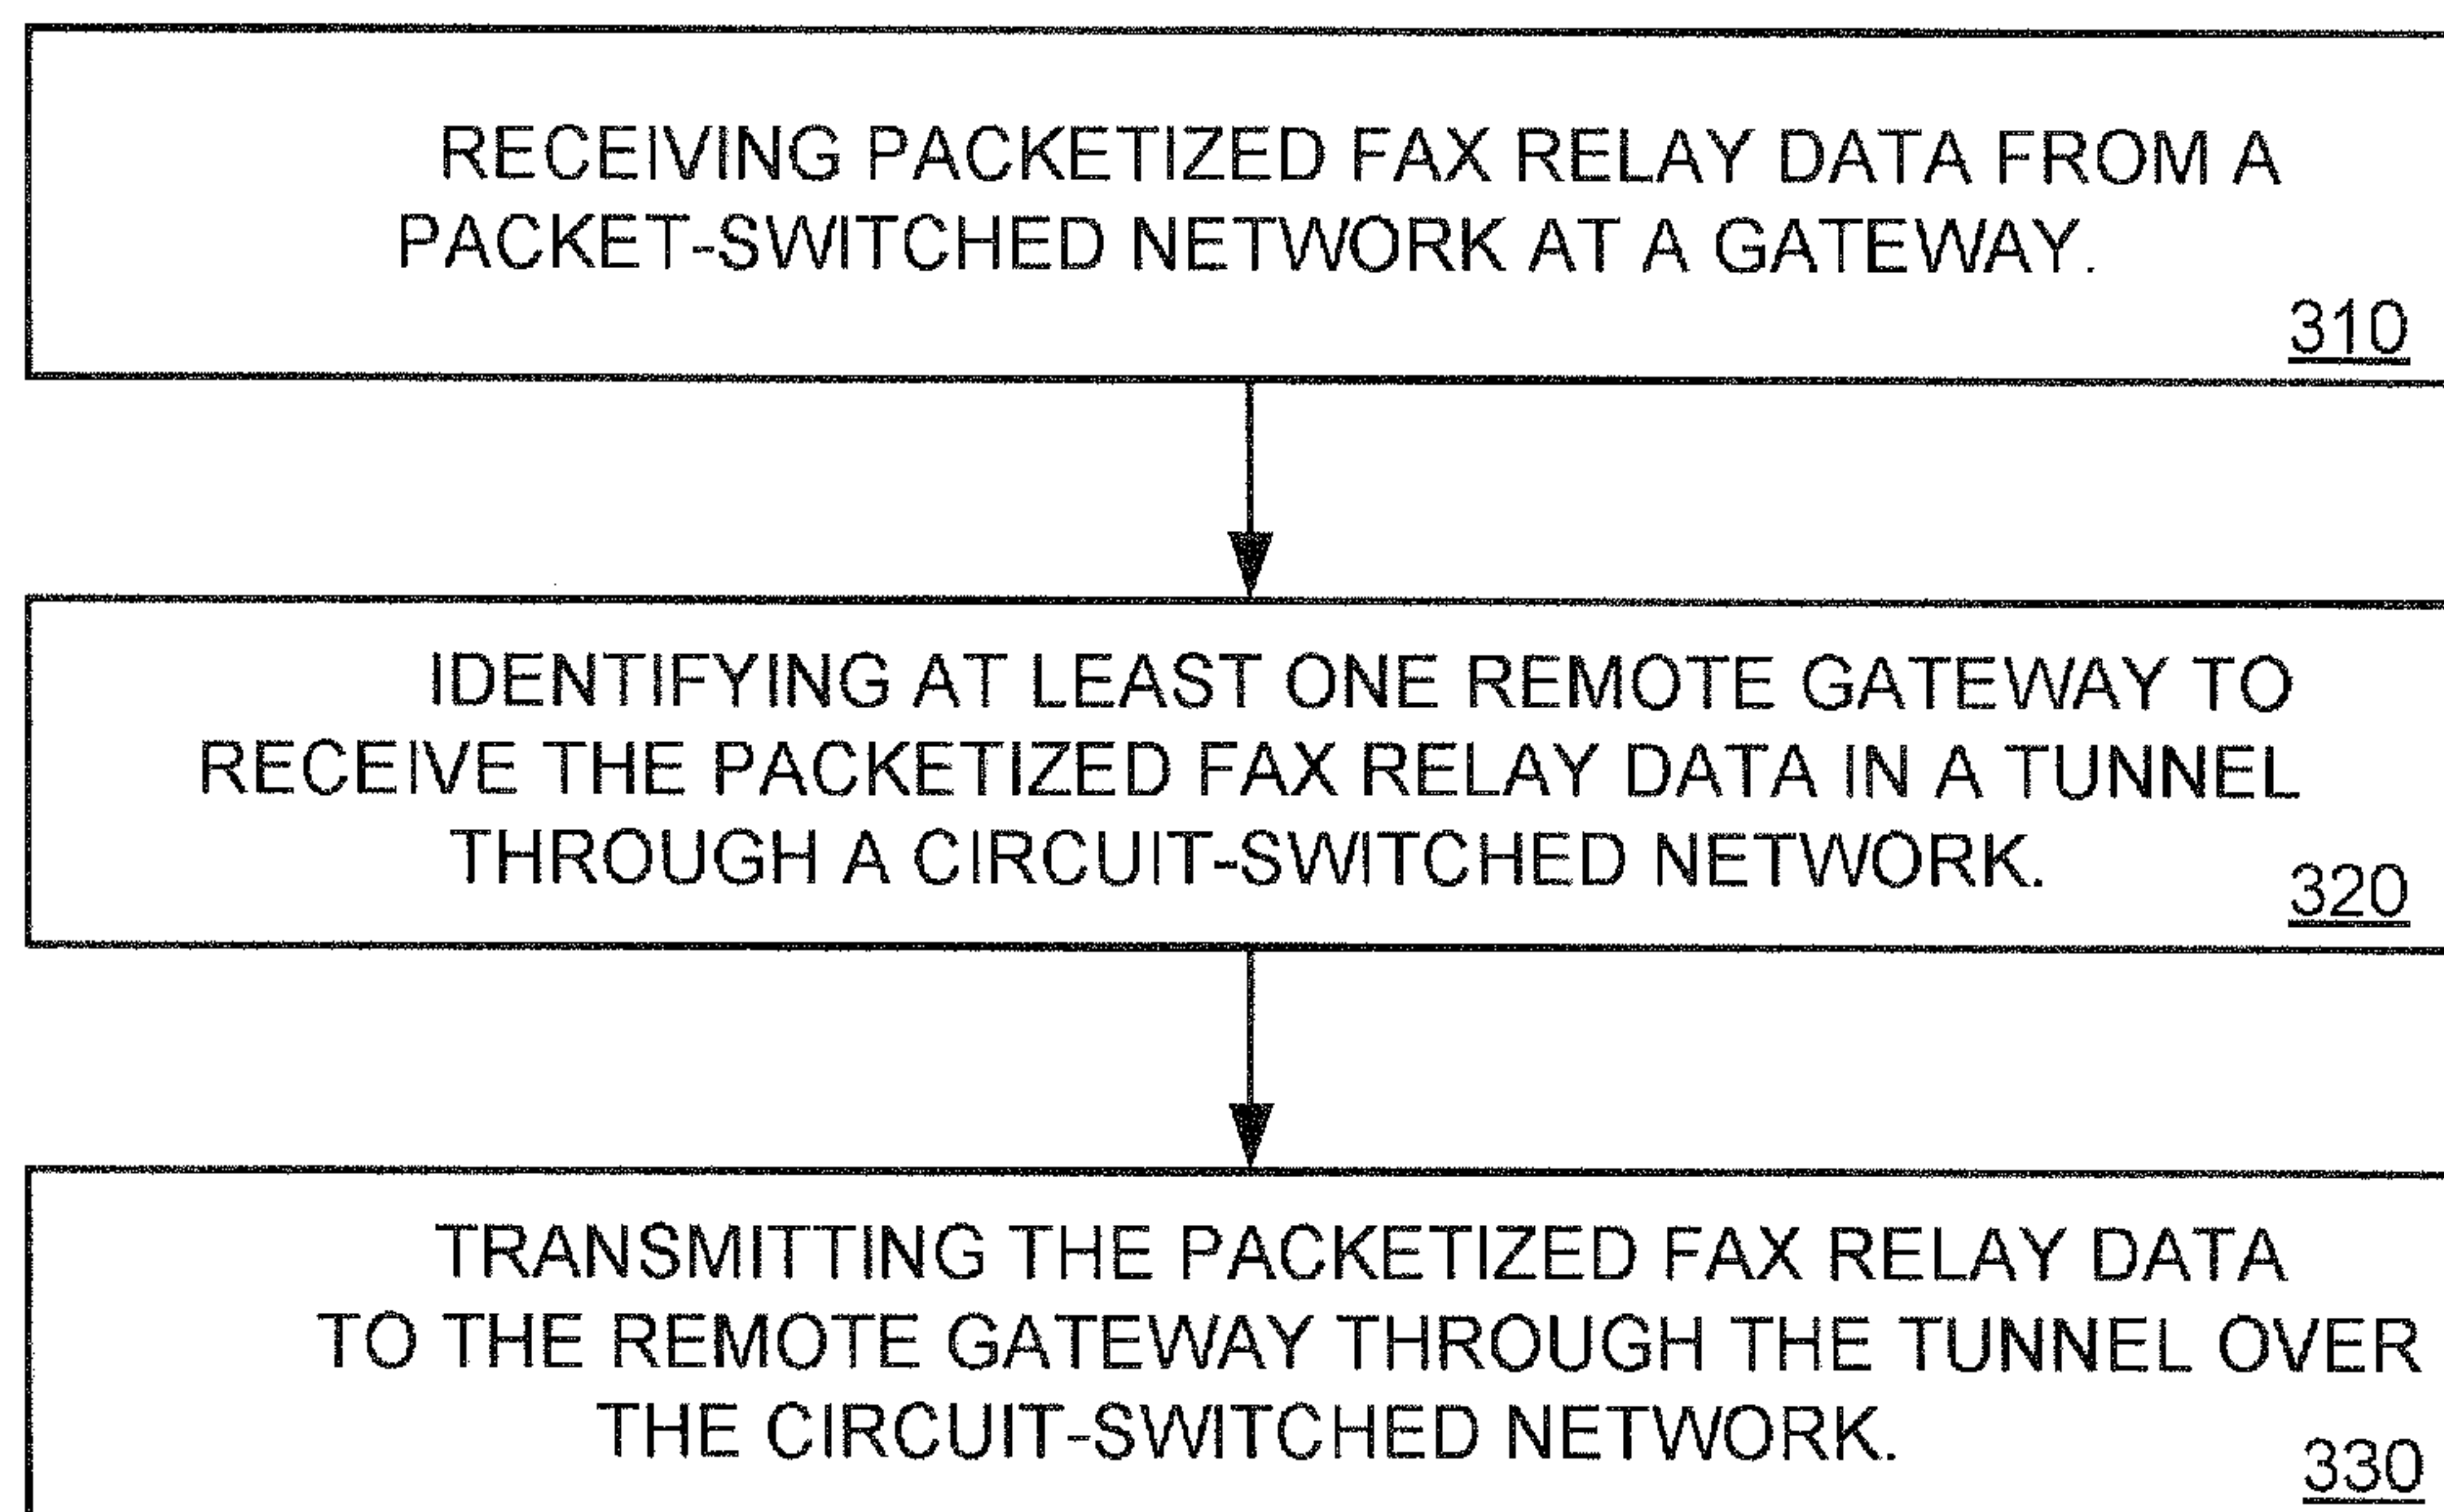 RECEIVING PACKETIZED FAX RELAY DATA FROM A
PACKET-SWITCHED NETWORK AT A GATEWAY.
310
IDENTIFYING AT LEAST ONE REMOTE GATEWAY TO
RECEIVE THE PACKETIZED FAX RELAY DATA IN A TUNNEL
THROUGH A CIRCUIT-SWITCHED NETWORK.
320
TRANSMITTING THE PACKETIZED FAX RELAY DATA
TO THE REMOTE GATEWAY THROUGH THE TUNNEL OVER
THE CIRCUIT-SWITCHED NETWORK.
330